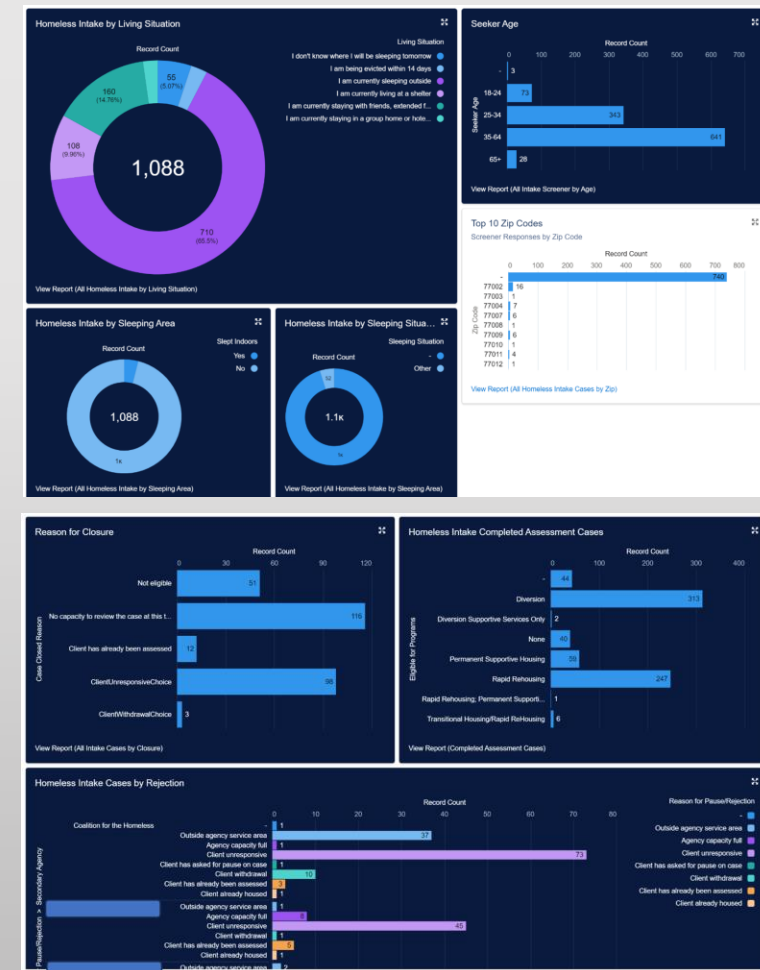 Homeless Intake by Living Situation
Record Count
Living Situation
I don't know where I will be sleeping tomorrow
I am being evicted within 14 days
I am currently sleeping outside
I am currently living at a shelter
I am currently staying with friends, extended f...
I am currently staying in a group home or hote...
55
(5.07%)
160
(14.76%)
108
(9.96%)
1,088
710
(65.5%)
View Report (All Homeless Intake by Living Situation)
Seeker Age
Record Count
0 100 200 300 400 500 600 700
Seeker Age
- 3
18-24 73
25-34 343
35-64 641
65+ 28
View Report (All Intake Screener by Age)
Top 10 Zip Codes
Screener Responses by Zip Code
Record Count
0 100 200 300 400 500 600 700 800
Zip Code
- 740
77002 16
77003 1
77004 7
77007 6
77008 1
77009 6
77010 1
77011 4
77012 1
View Report (All Homeless Intake Cases by Zip)
Homeless Intake by Sleeping Area
Record Count
Slept Indoors
Yes
No
1,088
1K
View Report (All Homeless Intake by Sleeping Area)
Homeless Intake by Sleeping Situa...
Record Count
Sleeping Situation
-
Other
52
1.1K
1K
View Report (All Homeless Intake by Sleeping Area)
Reason for Closure
Record Count
0 30 60 90 120
Case Closed Reason
Not eligible 51
No capacity to review the case at this t... 116
Client has already been assessed 12
ClientUnresponsiveChoice 98
ClientWithdrawalChoice 3
View Report (All Intake Cases by Closure)
Homeless Intake Completed Assessment Cases
Record Count
0 100 200 300 400
Eligible for Programs
- 44
Diversion 313
Diversion Supportive Services Only 2
None 40
Permanent Supportive Housing 59
Rapid Rehousing 247
Rapid Rehousing; Permanent Supporti... 1
Transitional Housing/Rapid ReHousing 6
View Report (Completed Assessment Cases)
Homeless Intake Cases by Rejection
Record Count
0 10 20 30 40 50 60 70 80
Pause/Rejection > Secondary Agency
Coalition for the Homeless
- 1
Outside agency service area 37
Agency capacity full 1
Client unresponsive 73
Client has asked for pause on case 1
Client withdrawal 10
Client has already been assessed 3
Client already housed 1
Outside agency service area 1
Agency capacity full 8
Client unresponsive 45
Client withdrawal 1
Client has already been assessed 5
Client already housed 1
Outside agency service area 2
Reason for Pause/Rejection
-
Outside agency service area
Agency capacity full
Client unresponsive
Client has asked for pause on case
Client withdrawal
Client has already been assessed
Client already housed